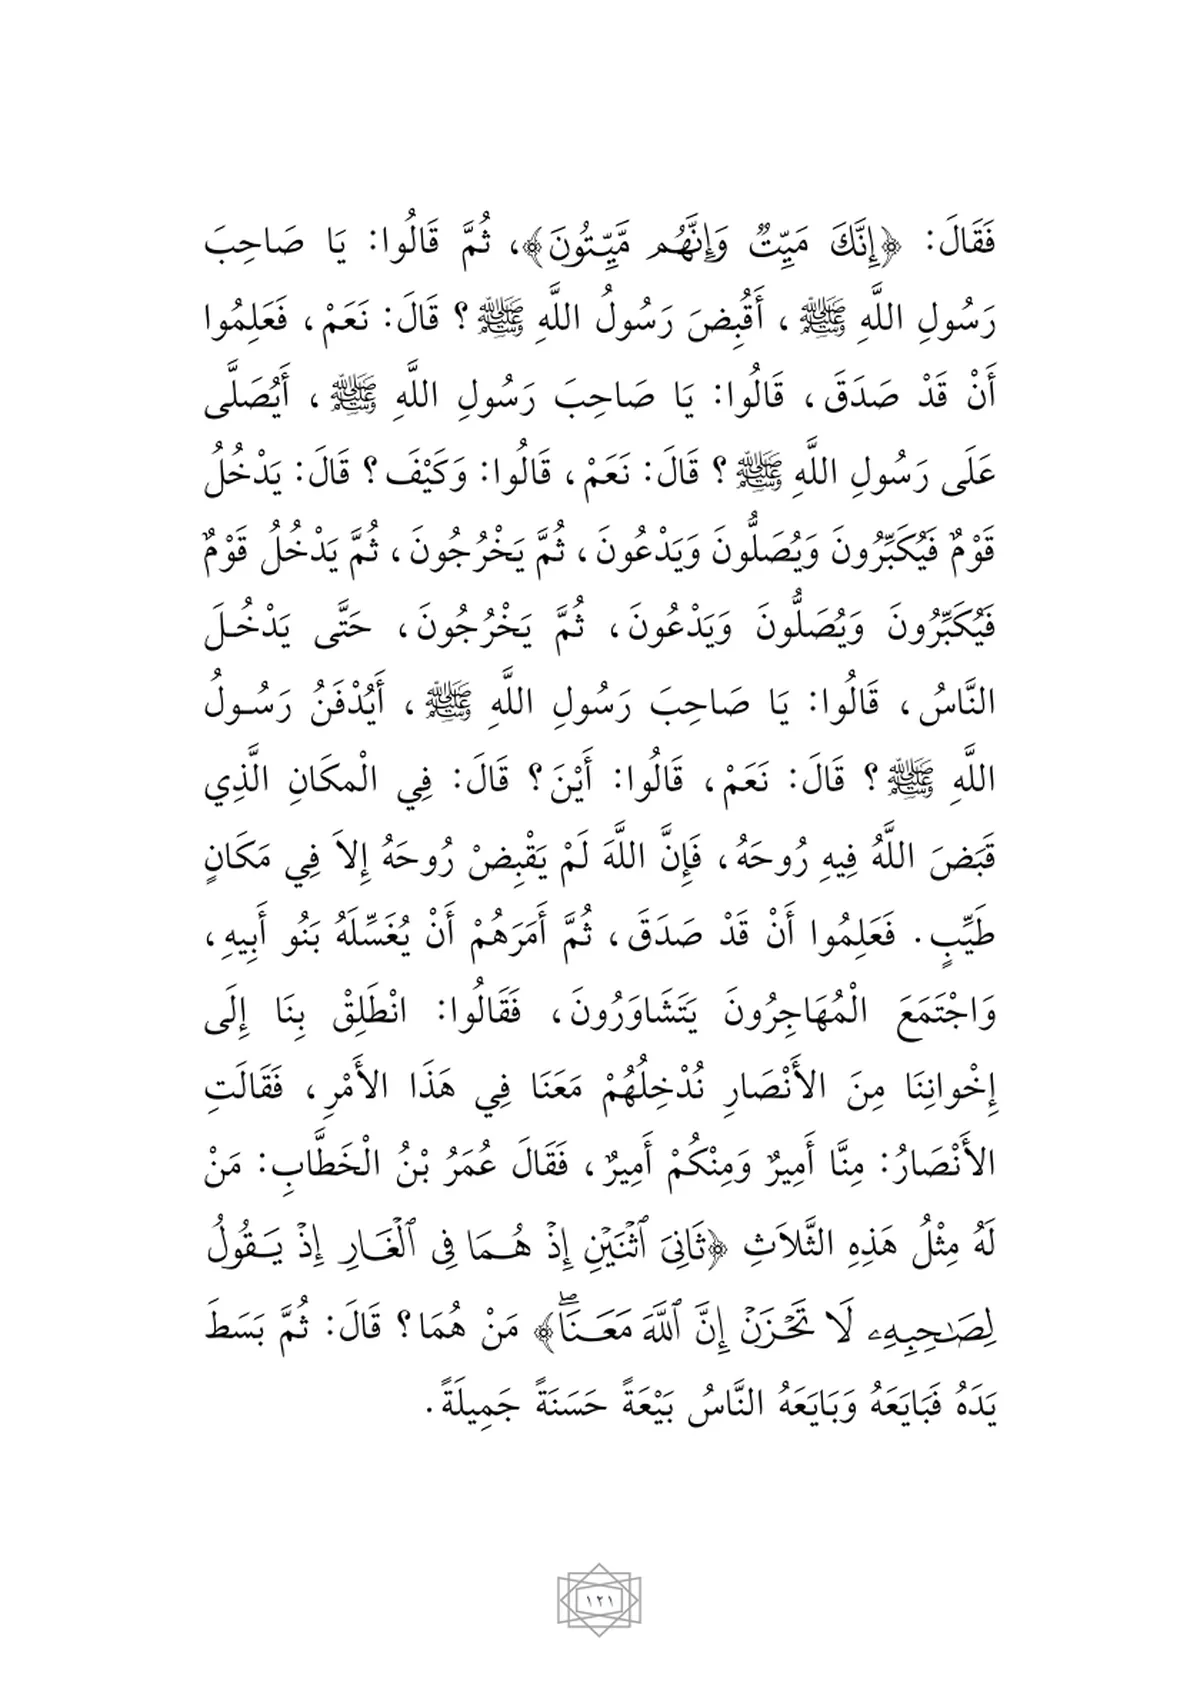 فَقَالَ: ﴿إِنَّكَ مَيِّتٌ وَإِنَّهُم مَّيِّتُونَ﴾، ثُمَّ قَالُوا: يَا صَاحِبَ
رَسُولِ اللَّهِ ﷺ، أَقُبِضَ رَسُولُ اللَّهِ ﷺ؟ قَالَ: نَعَمْ، فَعَلِمُوا
أَنْ قَدْ صَدَقَ، قَالُوا: يَا صَاحِبَ رَسُولِ اللَّهِ ﷺ، أَيُصَلَّى
عَلَى رَسُولِ اللَّهِ ﷺ؟ قَالَ: نَعَمْ، قَالُوا: وَكَيْفَ؟ قَالَ: يَدْخُلُ
قَوْمٌ فَيُكَبِّرُونَ وَيُصَلُّونَ وَيَدْعُونَ، ثُمَّ يَخْرُجُونَ، ثُمَّ يَدْخُلُ قَوْمٌ
فَيُكَبِّرُونَ وَيُصَلُّونَ وَيَدْعُونَ، ثُمَّ يَخْرُجُونَ، حَتَّى يَدْخُلَ
النَّاسُ، قَالُوا: يَا صَاحِبَ رَسُولِ اللَّهِ ﷺ، أَيُدْفَنُ رَسُولُ
اللَّهِ ﷺ؟ قَالَ: نَعَمْ، قَالُوا: أَيْنَ؟ قَالَ: فِي الْمكَانِ الَّذِي
قَبَضَ اللَّهُ فِيهِ رُوحَهُ، فَإِنَّ اللَّهَ لَمْ يَقْبِضْ رُوحَهُ إِلاَ فِي مَكَانٍ
طَيِّبٍ. فَعَلِمُوا أَنْ قَدْ صَدَقَ، ثُمَّ أَمَرَهُمْ أَنْ يُغَسِّلَهُ بَنُو أَبِيهِ،
وَاجْتَمَعَ الْمُهَاجِرُونَ يَتَشَاوَرُونَ، فَقَالُوا: انْطَلِقْ بِنَا إِلَى
إِخْوانِنَا مِنَ الأَنْصَارِ نُدْخِلُهُمْ مَعَنَا فِي هَذَا الأَمْرِ، فَقَالَتِ
الأَنْصَارُ: مِنَّا أَمِيرٌ وَمِنْكُمْ أَمِيرٌ، فَقَالَ عُمَرُ بْنُ الْخَطَّابِ: مَنْ
لَهُ مِثْلُ هَذِهِ الثَّلاَثِ ﴿ثَانِيَ ٱثْنَيْنِ إِذْ هُمَا فِي ٱلْغَارِ إِذْ يَقُولُ
لِصَٰحِبِهِۦ لَا تَحْزَنْ إِنَّ ٱللَّهَ مَعَنَاۖ﴾ مَنْ هُمَا؟ قَالَ: ثُمَّ بَسَطَ
يَدَهُ فَبَايَعَهُ وَبَايَعَهُ النَّاسُ بَيْعَةً حَسَنَةً جَمِيلَةً.
١٢١